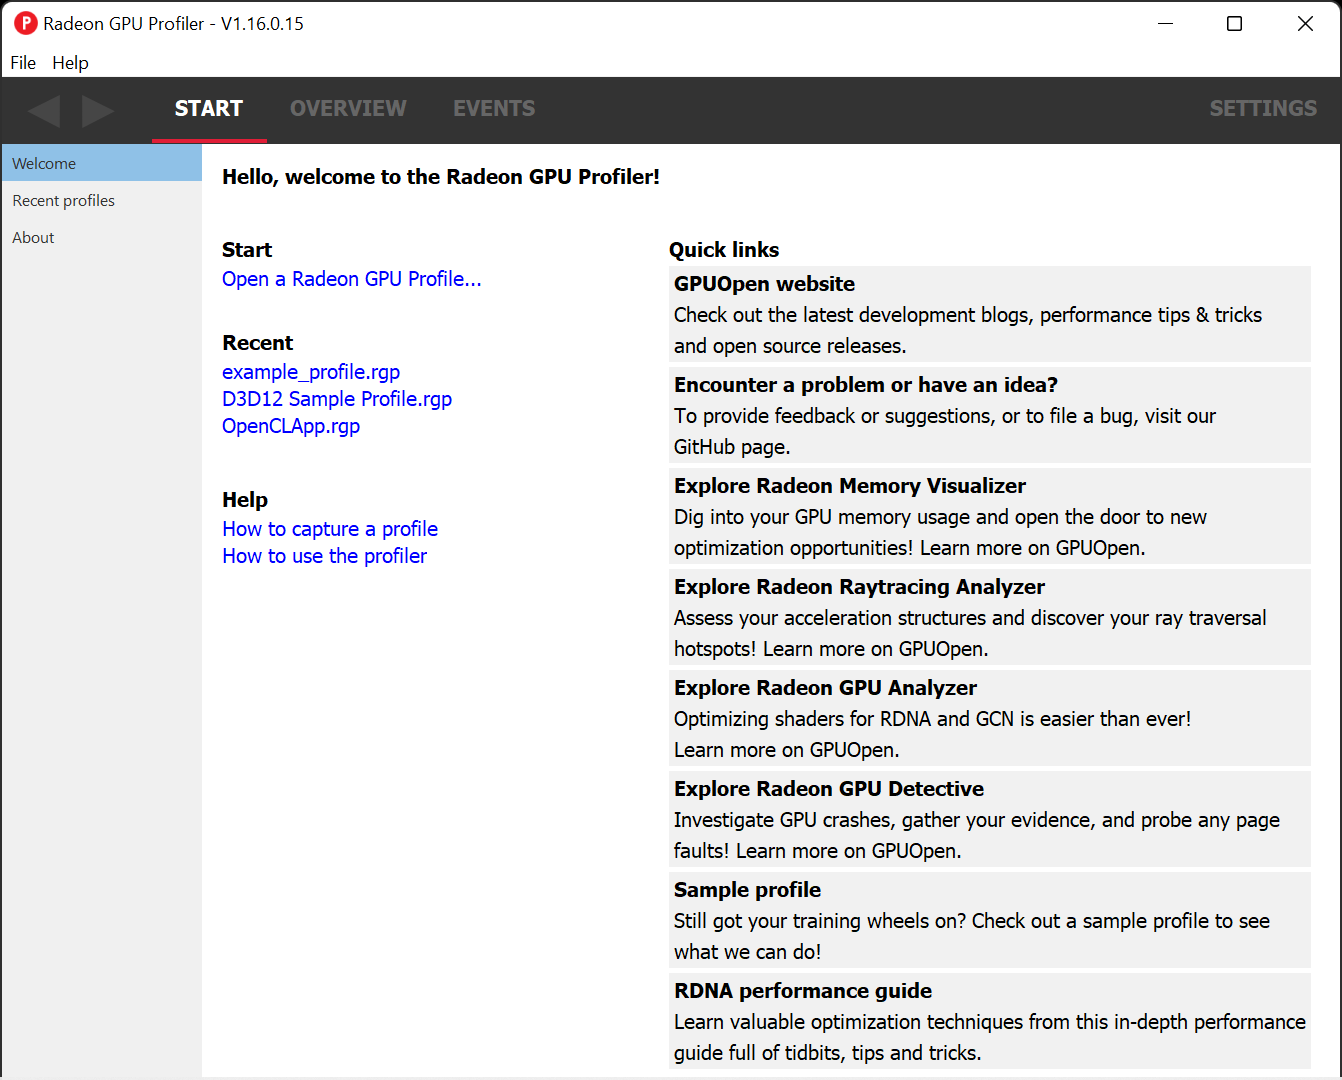 P Radeon GPU Profiler - V1.16.0.15
File Help
START OVERVIEW EVENTS SETTINGS
Welcome
Recent profiles
About
Hello, welcome to the Radeon GPU Profiler!
Start
Open a Radeon GPU Profile...
Recent
example_profile.rgp
D3D12 Sample Profile.rgp
OpenCLApp.rgp
Help
How to capture a profile
How to use the profiler
Quick links
GPUOpen website
Check out the latest development blogs, performance tips & tricks
and open source releases.
Encounter a problem or have an idea?
To provide feedback or suggestions, or to file a bug, visit our
GitHub page.
Explore Radeon Memory Visualizer
Dig into your GPU memory usage and open the door to new
optimization opportunities! Learn more on GPUOpen.
Explore Radeon Raytracing Analyzer
Assess your acceleration structures and discover your ray traversal
hotspots! Learn more on GPUOpen.
Explore Radeon GPU Analyzer
Optimizing shaders for RDNA and GCN is easier than ever!
Learn more on GPUOpen.
Explore Radeon GPU Detective
Investigate GPU crashes, gather your evidence, and probe any page
faults! Learn more on GPUOpen.
Sample profile
Still got your training wheels on? Check out a sample profile to see
what we can do!
RDNA performance guide
Learn valuable optimization techniques from this in-depth performance
guide full of tidbits, tips and tricks.